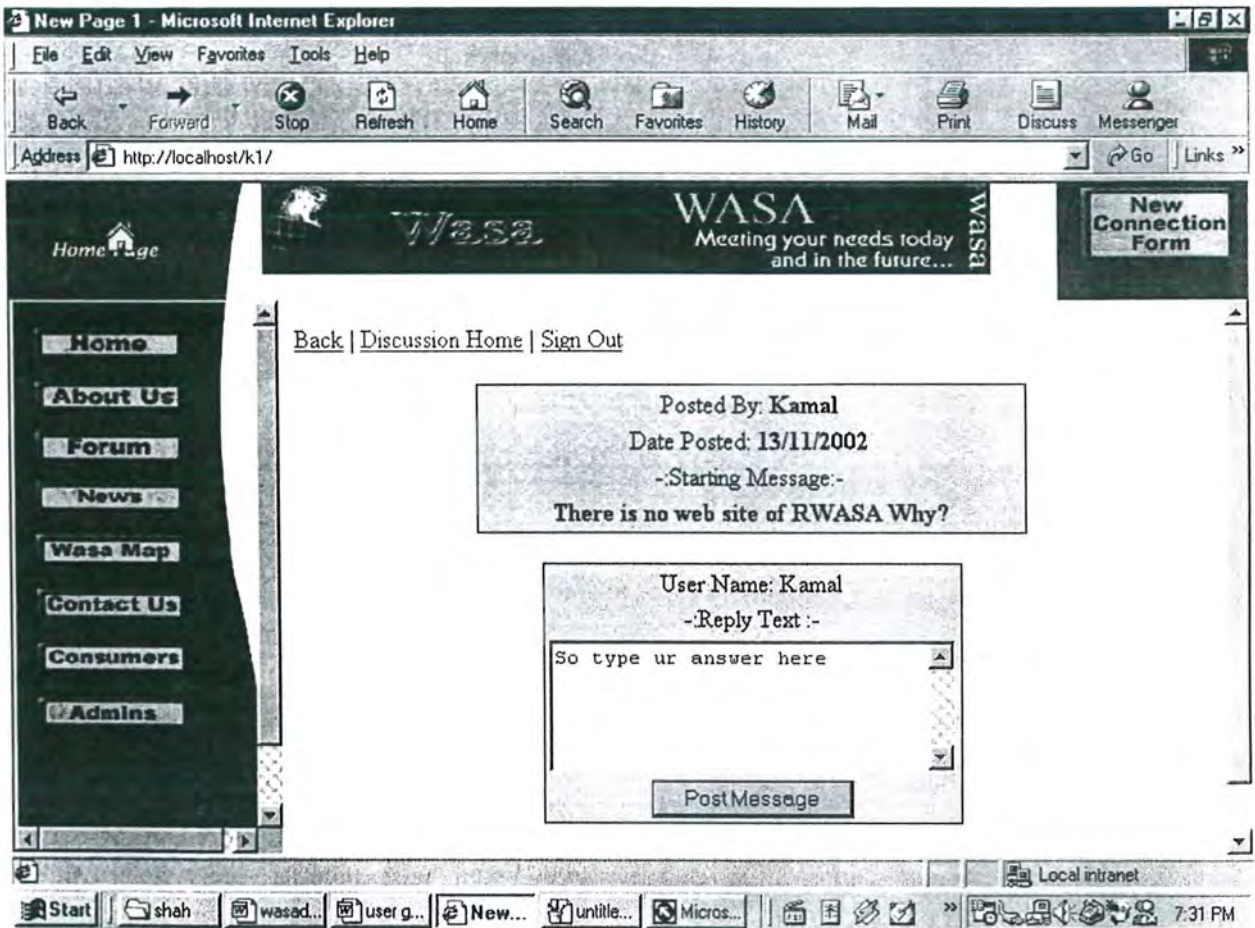 New Page 1 - Microsoft Internet Explorer
File Edit View Favorites Tools Help
Back Forward Stop Refresh Home Search Favorites History Mail Print Discuss Messenger
Address http://localhost/k1/ Go Links »
Home Page
Wasa
WASA
Meeting your needs today
and in the future...
wasa
New
Connection
Form
Home
About Us
Forum
News
Wasa Map
Contact Us
Consumers
Admins
Back | Discussion Home | Sign Out
Posted By: Kamal
Date Posted: 13/11/2002
-:Starting Message:-
There is no web site of RWASA Why?
User Name: Kamal
-:Reply Text :-
So type ur answer here
Post Message
Local intranet
Start shah wasad... user g... New... untitle... Micros... » 7:31 PM